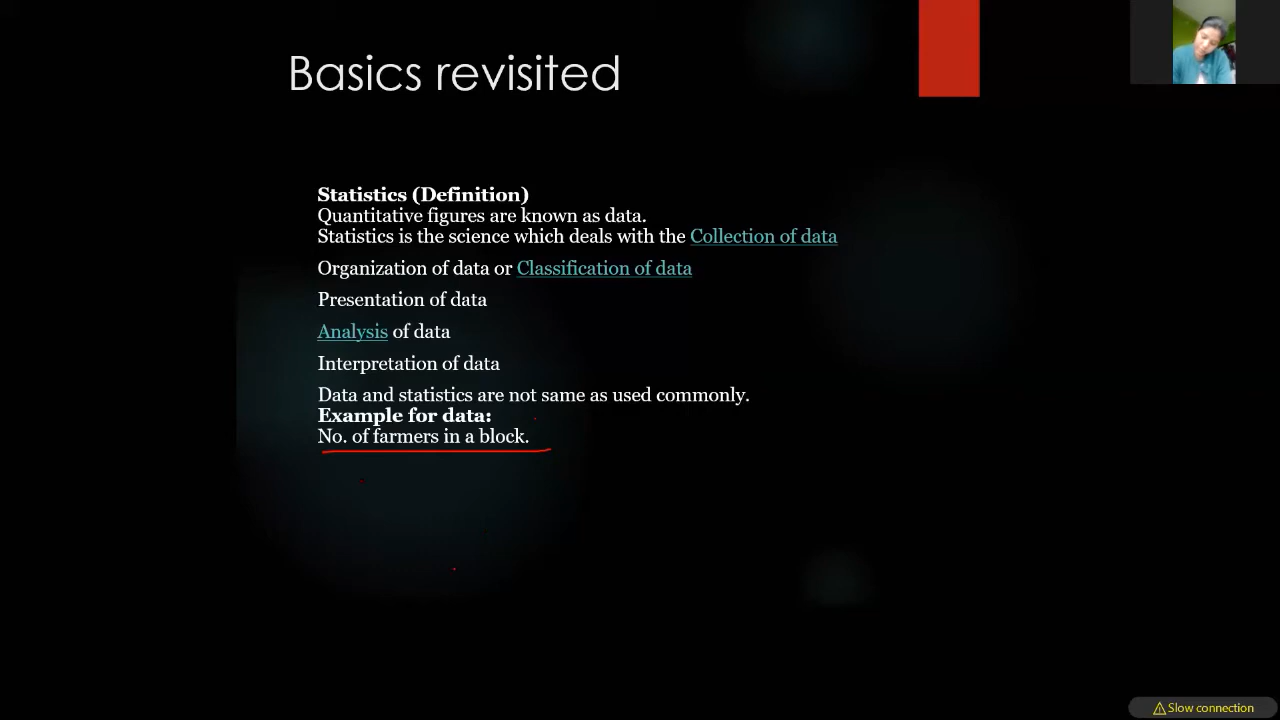 Basics revisited
Statistics (Definition)
Quantitative figures are known as data.
Statistics is the science which deals with the Collection of data
Organization of data or Classification of data
Presentation of data
Analysis of data
Interpretation of data
Data and statistics are not same as used commonly.
Example for data:
No. of farmers in a block.
Slow connection